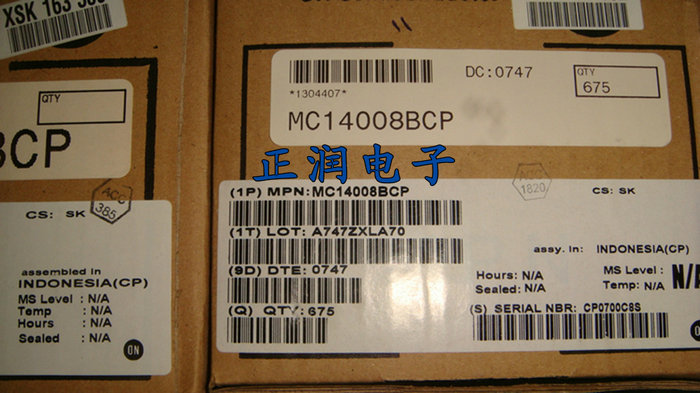 XSK 163
QTY
BCP
ACC
385
CS: SK
assembled in
INDONESIA(CP)
MS Level : N/A
Temp : N/A
Hours : N/A
Sealed : N/A
ON
*1304407*
DC:0747
QTY
675
MC14008BCP
正润电子
(1P) MPN:MC14008BCP
1820
CS: SK
(1T) LOT: A747ZXLA70
(9D) DTE: 0747
assy. in: INDONESIA(CP)
Hours: N/A
Sealed: N/A
MS Level :
Temp: N/A
N/A
(Q) QTY: 675
(S) SERIAL NBR: CP0700C8S